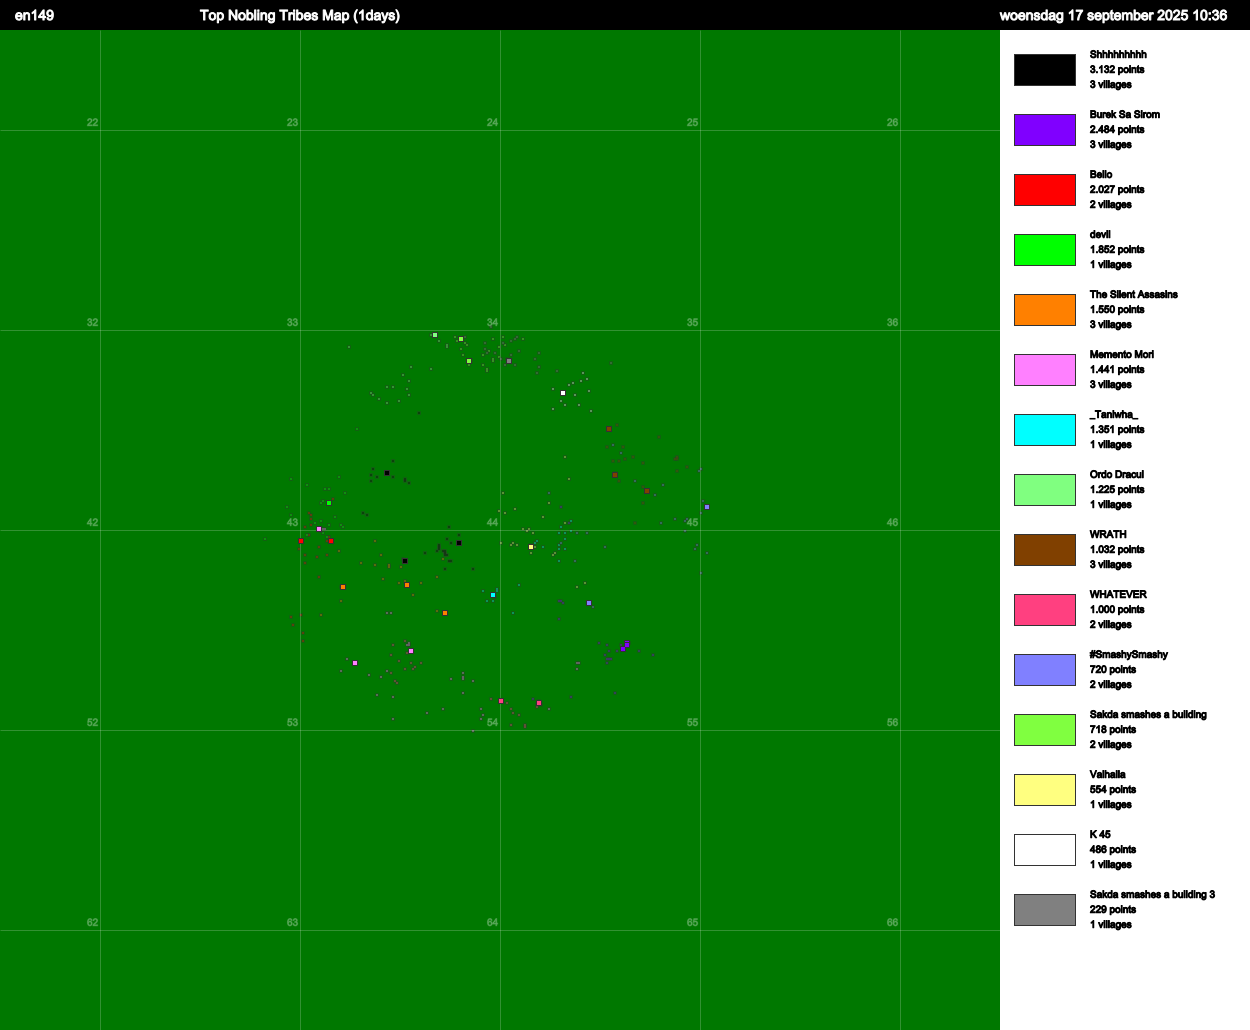 en149
Top Nobling Tribes Map (1days)
woensdag 17 september 2025 10:36
Shhhhhhhhh
3.132 points
3 villages
Burek Sa Sirom
2.484 points
3 villages
Bello
2.027 points
2 villages
devil
1.852 points
1 villages
The Silent Assasins
1.550 points
3 villages
Memento Mori
1.441 points
3 villages
_Taniwha_
1.351 points
1 villages
Ordo Dracul
1.225 points
1 villages
WRATH
1.032 points
3 villages
WHATEVER
1.000 points
2 villages
#SmashySmashy
720 points
2 villages
Sakda smashes a building
718 points
2 villages
Valhalla
554 points
1 villages
K 45
486 points
1 villages
Sakda smashes a building 3
229 points
1 villages
22 23 24 25 26
32 33 34 35 36
42 43 44 45 46
52 53 54 55 56
62 63 64 65 66